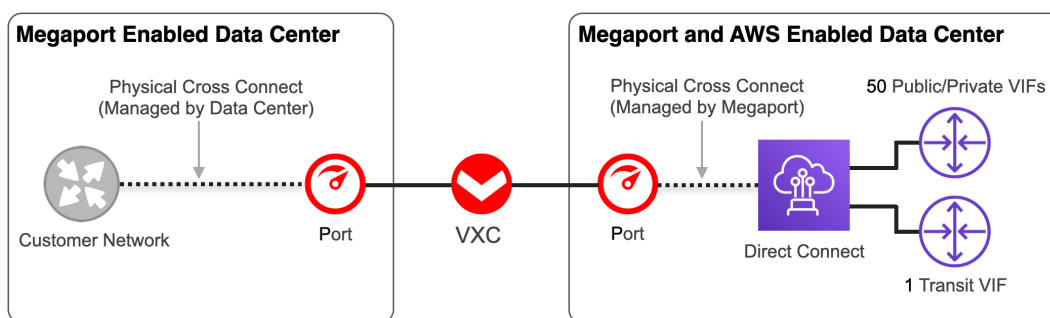 Megaport Enabled Data Center
Physical Cross Connect
(Managed by Data Center)
Customer Network
Port
VXC
Megaport and AWS Enabled Data Center
Physical Cross Connect
(Managed by Megaport)
Port
Direct Connect
50 Public/Private VIFs
1 Transit VIF